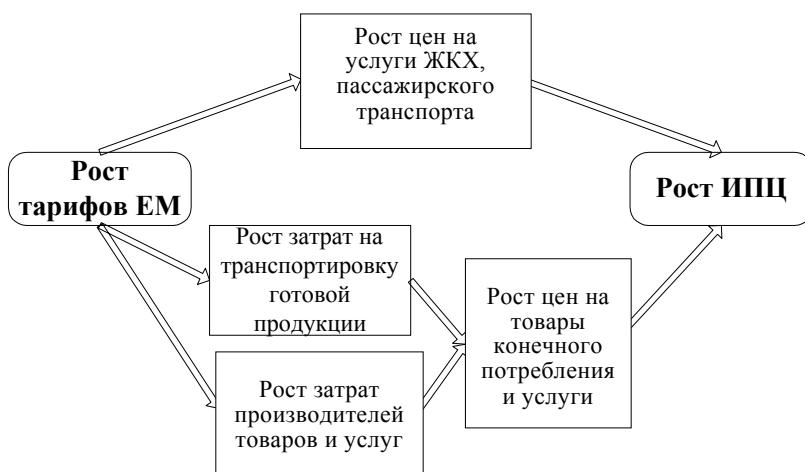 Рост цен на
услуги ЖКХ,
пассажирского
транспорта
Рост
тарифов ЕМ
Рост ИПЦ
Рост затрат на
транспортировку
готовой
продукции
Рост цен на
товары
конечного
потребления
и услуги
Рост затрат
производителей
товаров и услуг